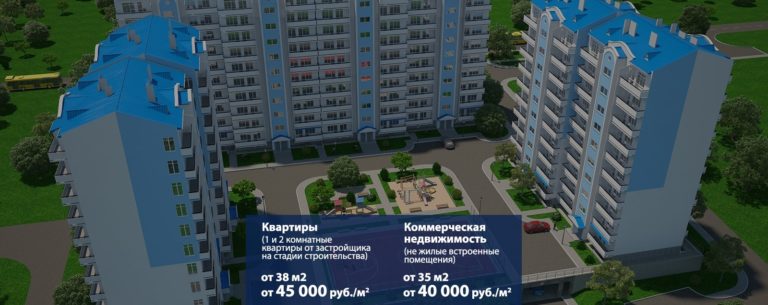 Квартиры
(1 и 2 комнатные
квартиры от застройщика
на стадии строительства)
от 38 м2
от 45 000 руб./м²
Коммерческая
недвижимость
(не жилые встроенные
помещения)
от 35 м2
от 40 000 руб./м²